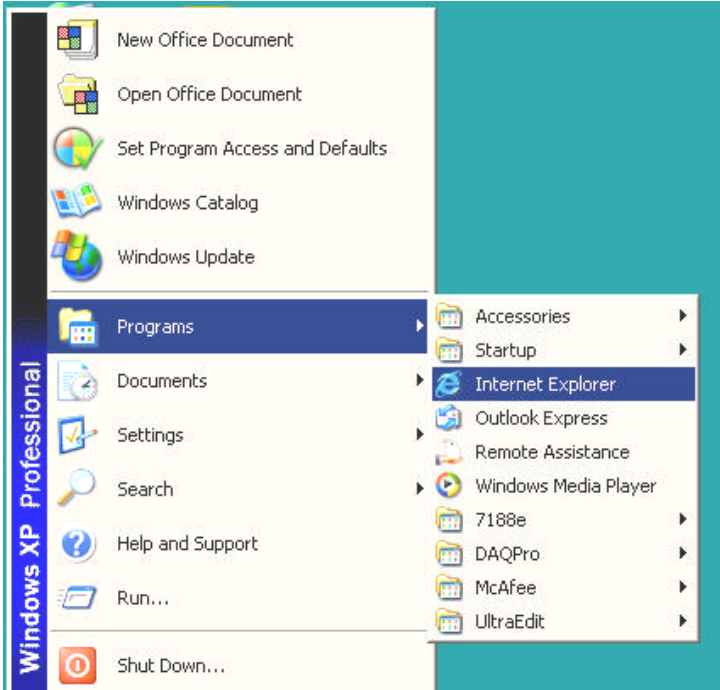 New Office Document
Open Office Document
Set Program Access and Defaults
Windows Catalog
Windows Update
Programs
Documents
Settings
Search
Help and Support
Run...
Shut Down...
Windows XP Professional
Accessories
Startup
Internet Explorer
Outlook Express
Remote Assistance
Windows Media Player
7188e
DAQPro
McAfee
UltraEdit